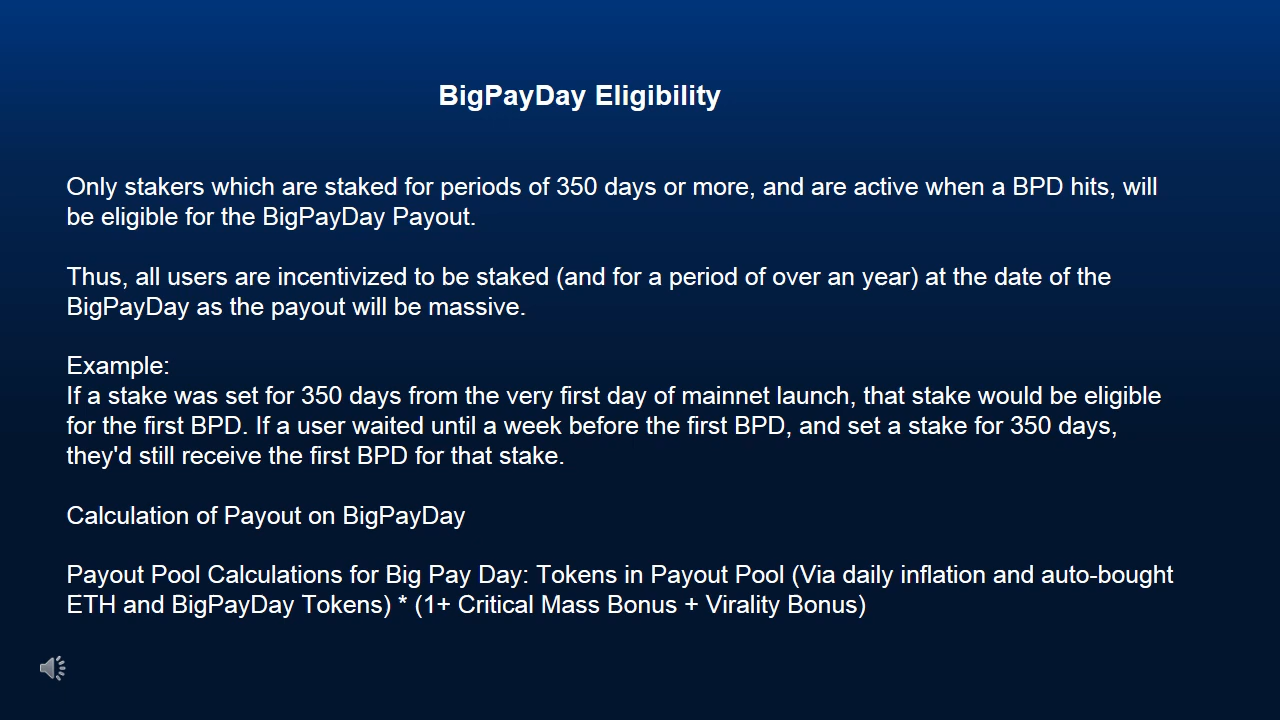 BigPayDay Eligibility
Only stakers which are staked for periods of 350 days or more, and are active when a BPD hits, will
be eligible for the BigPayDay Payout.
Thus, all users are incentivized to be staked (and for a period of over an year) at the date of the
BigPayDay as the payout will be massive.
Example:
If a stake was set for 350 days from the very first day of mainnet launch, that stake would be eligible
for the first BPD. If a user waited until a week before the first BPD, and set a stake for 350 days,
they'd still receive the first BPD for that stake.
Calculation of Payout on BigPayDay
Payout Pool Calculations for Big Pay Day: Tokens in Payout Pool (Via daily inflation and auto-bought
ETH and BigPayDay Tokens) * (1+ Critical Mass Bonus + Virality Bonus)